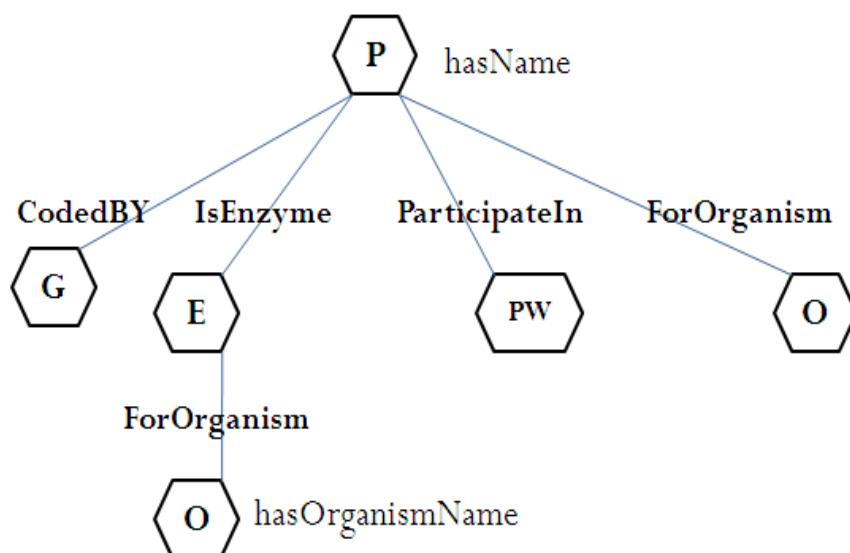 P
hasName
CodedBY
IsEnzyme
ParticipateIn
ForOrganism
G
E
PW
O
ForOrganism
O
hasOrganismName